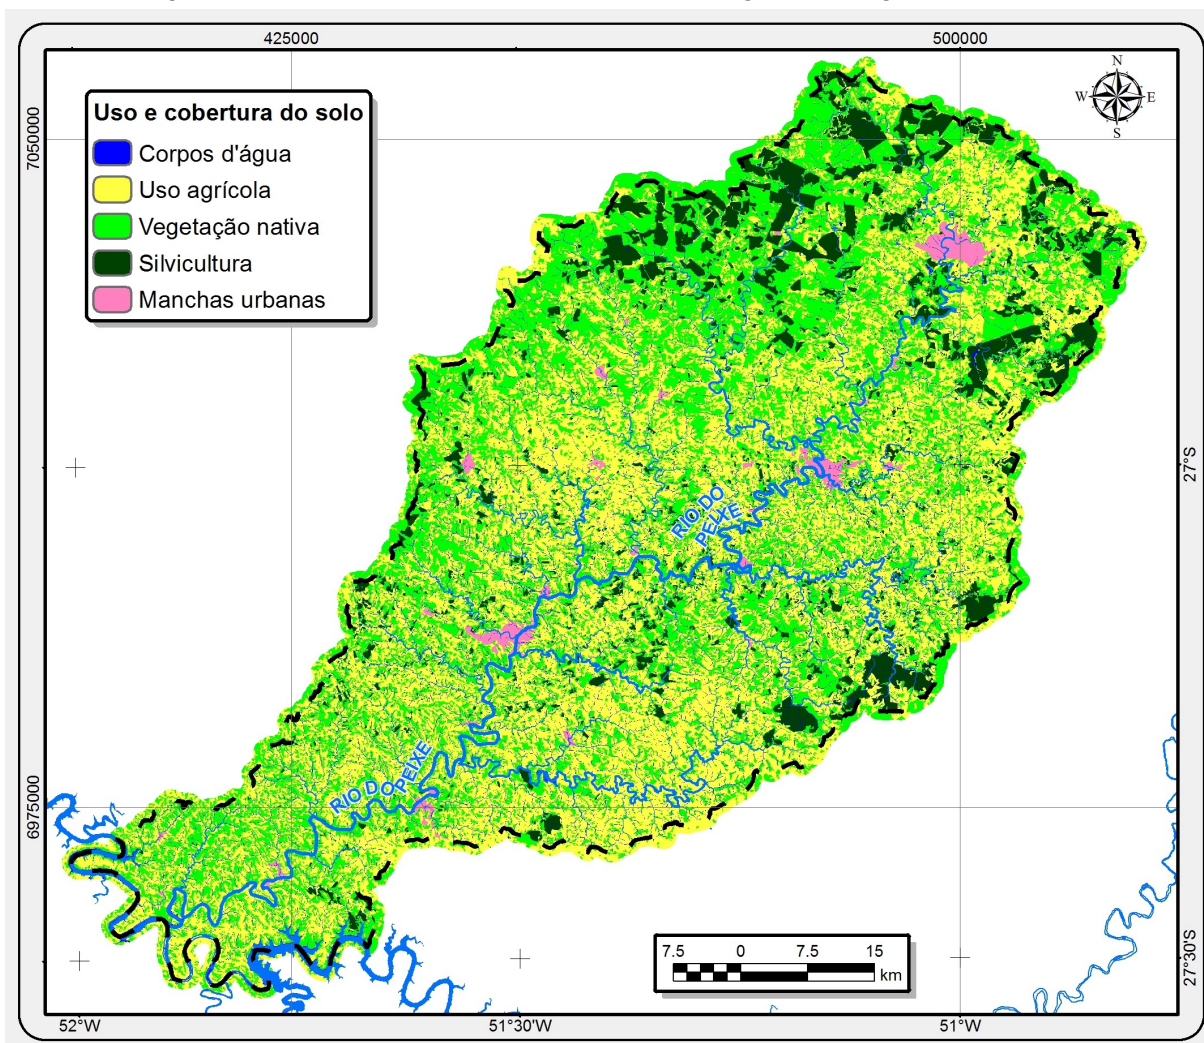 425000
500000
N
W
E
S
7050000
Uso e cobertura do solo
Corpos d'água
Uso agrícola
Vegetação nativa
Silvicultura
Manchas urbanas
27°S
RIO DO
PEIXE
RIO DO
PEIXE
6975000
7.5 0 7.5 15
km
27°30'S
52°W
51°30'W
51°W